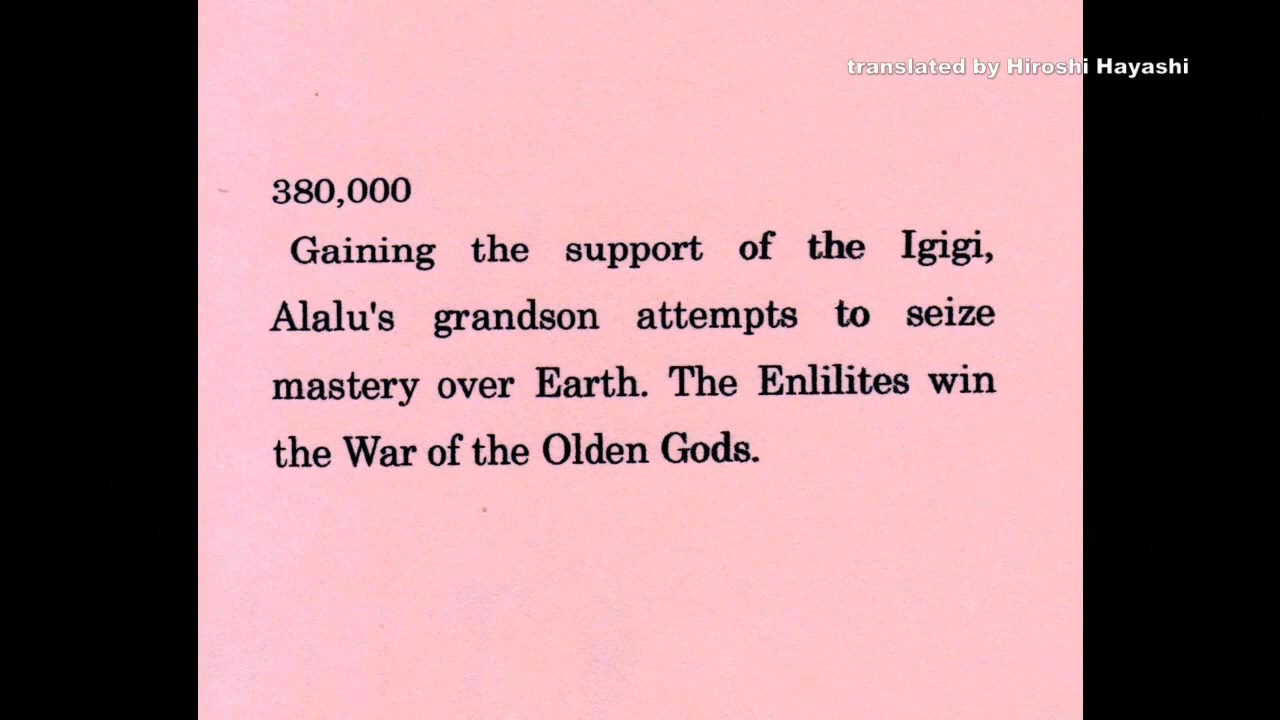 translated by Hiroshi Hayashi
380,000
Gaining the support of the Igigi,
Alalu's grandson attempts to seize
mastery over Earth. The Enlilites win
the War of the Olden Gods.